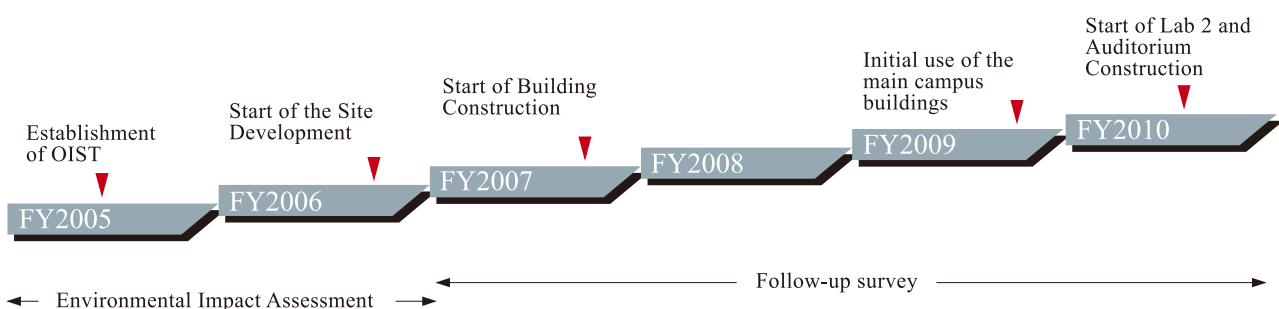 Establishment
of OIST
FY2005
Start of the Site
Development
FY2006
Start of Building
Construction
FY2007
FY2008
Initial use of the
main campus
buildings
FY2009
Start of Lab 2 and
Auditorium
Construction
FY2010
Environmental Impact Assessment
Follow-up survey